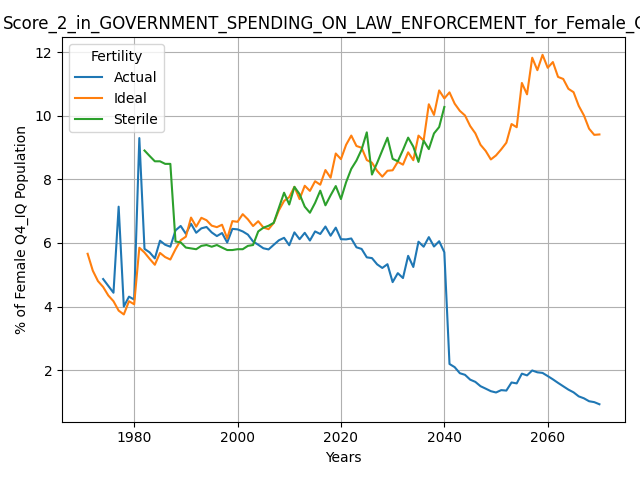 Score_2_in_GOVERNMENT_SPENDING_ON_LAW_ENFORCEMENT_for_Female_
Fertility
Actual
Ideal
Sterile
% of Female Q4_IQ Population
12
10
8
6
4
2
1980
2000
2020
2040
2060
Years